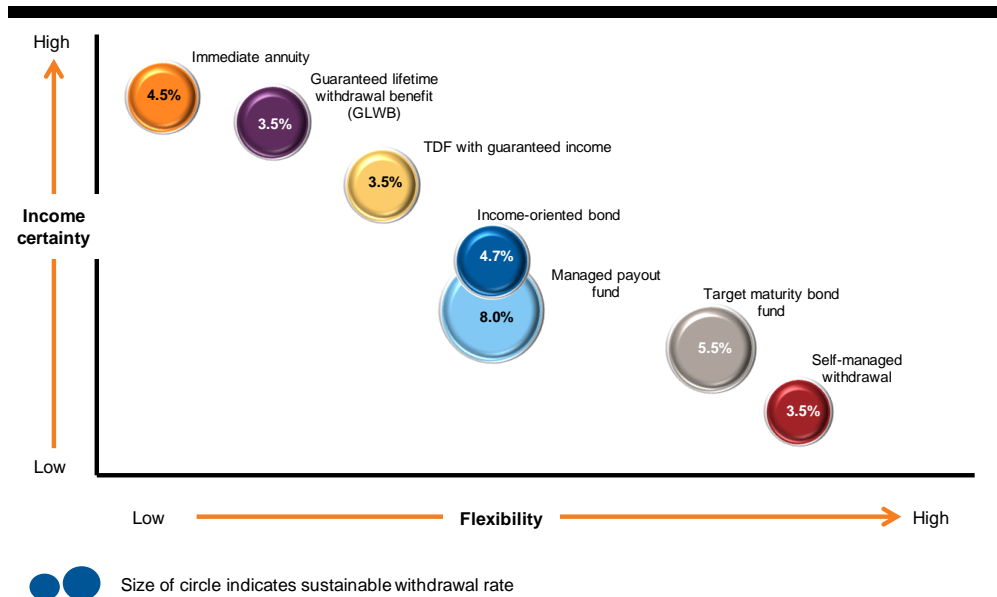 High
Immediate annuity
4.5%
Guaranteed lifetime
withdrawal benefit
(GLWB)
3.5%
TDF with guaranteed income
3.5%
Income
certainty
Income-oriented bond
4.7%
Managed payout
fund
8.0%
Target maturity bond
fund
5.5%
Self-managed
withdrawal
3.5%
Low
Low
Flexibility
High
Size of circle indicates sustainable withdrawal rate